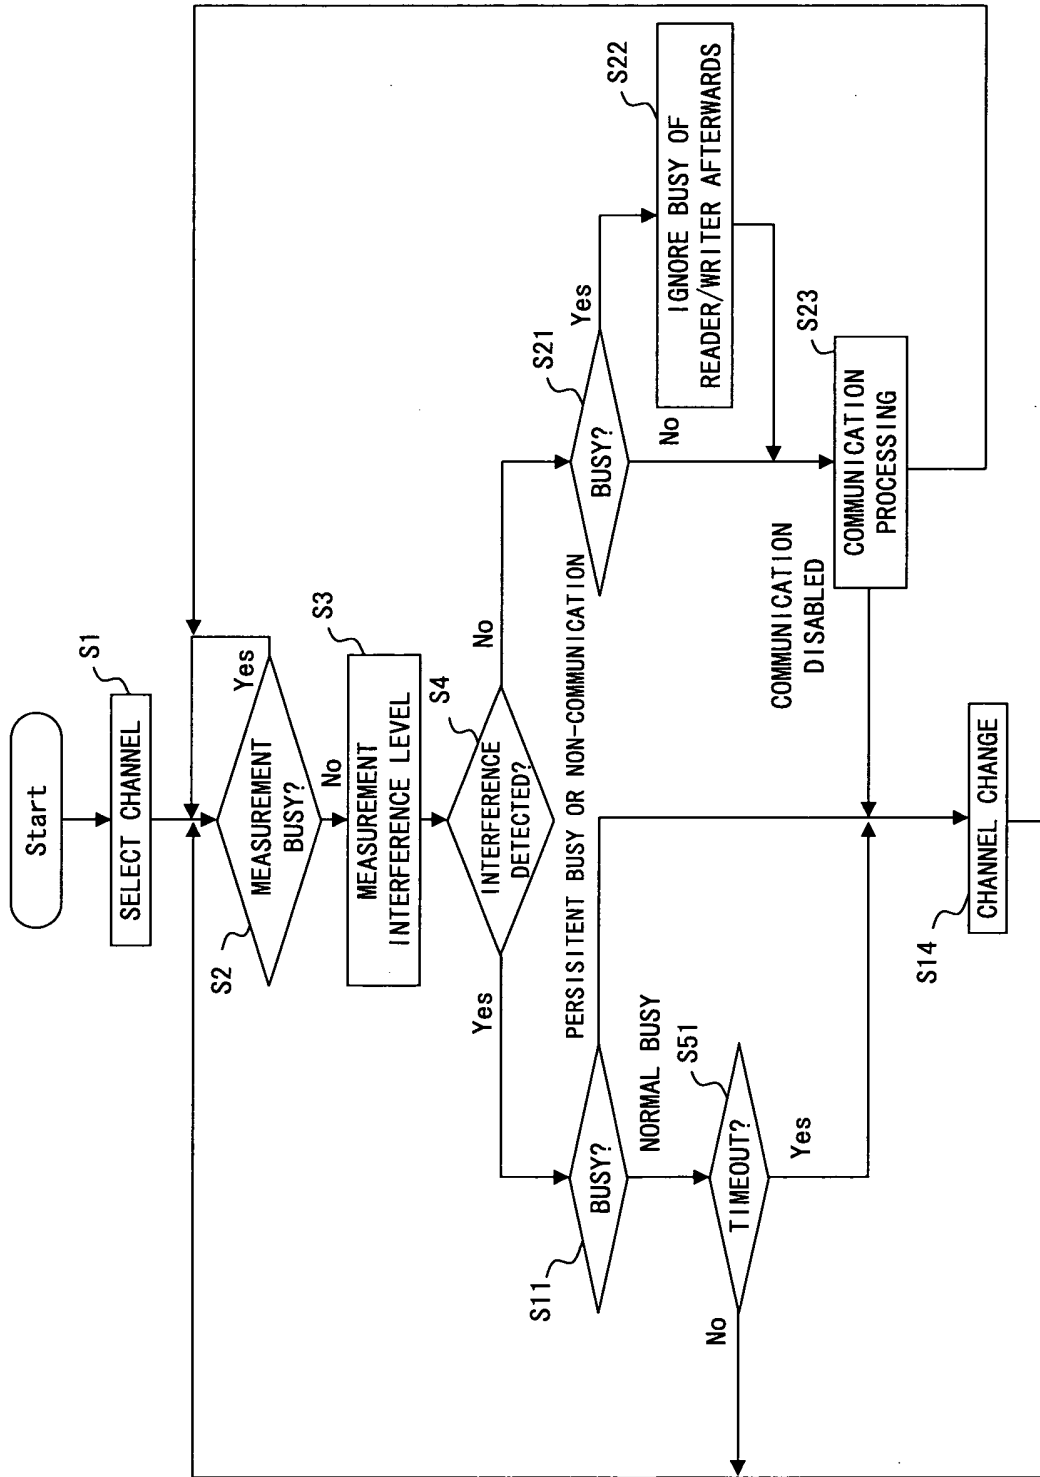 Start
S1
SELECT CHANNEL
S2
MEASUREMENT
BUSY?
Yes
No
S3
MEASUREMENT
INTERFERENCE LEVEL
S4
INTERFERENCE
DETECTED?
Yes
No
S11
BUSY?
PERSISITENT BUSY OR NON-COMMUNICATION
NORMAL BUSY
S21
BUSY?
Yes
No
S22
IGNORE BUSY OF
READER/WRITER AFTERWARDS
S51
TIMEOUT?
No
Yes
S23
COMMUNICATION
PROCESSING
COMMUNICATION
DISABLED
S14
CHANNEL CHANGE